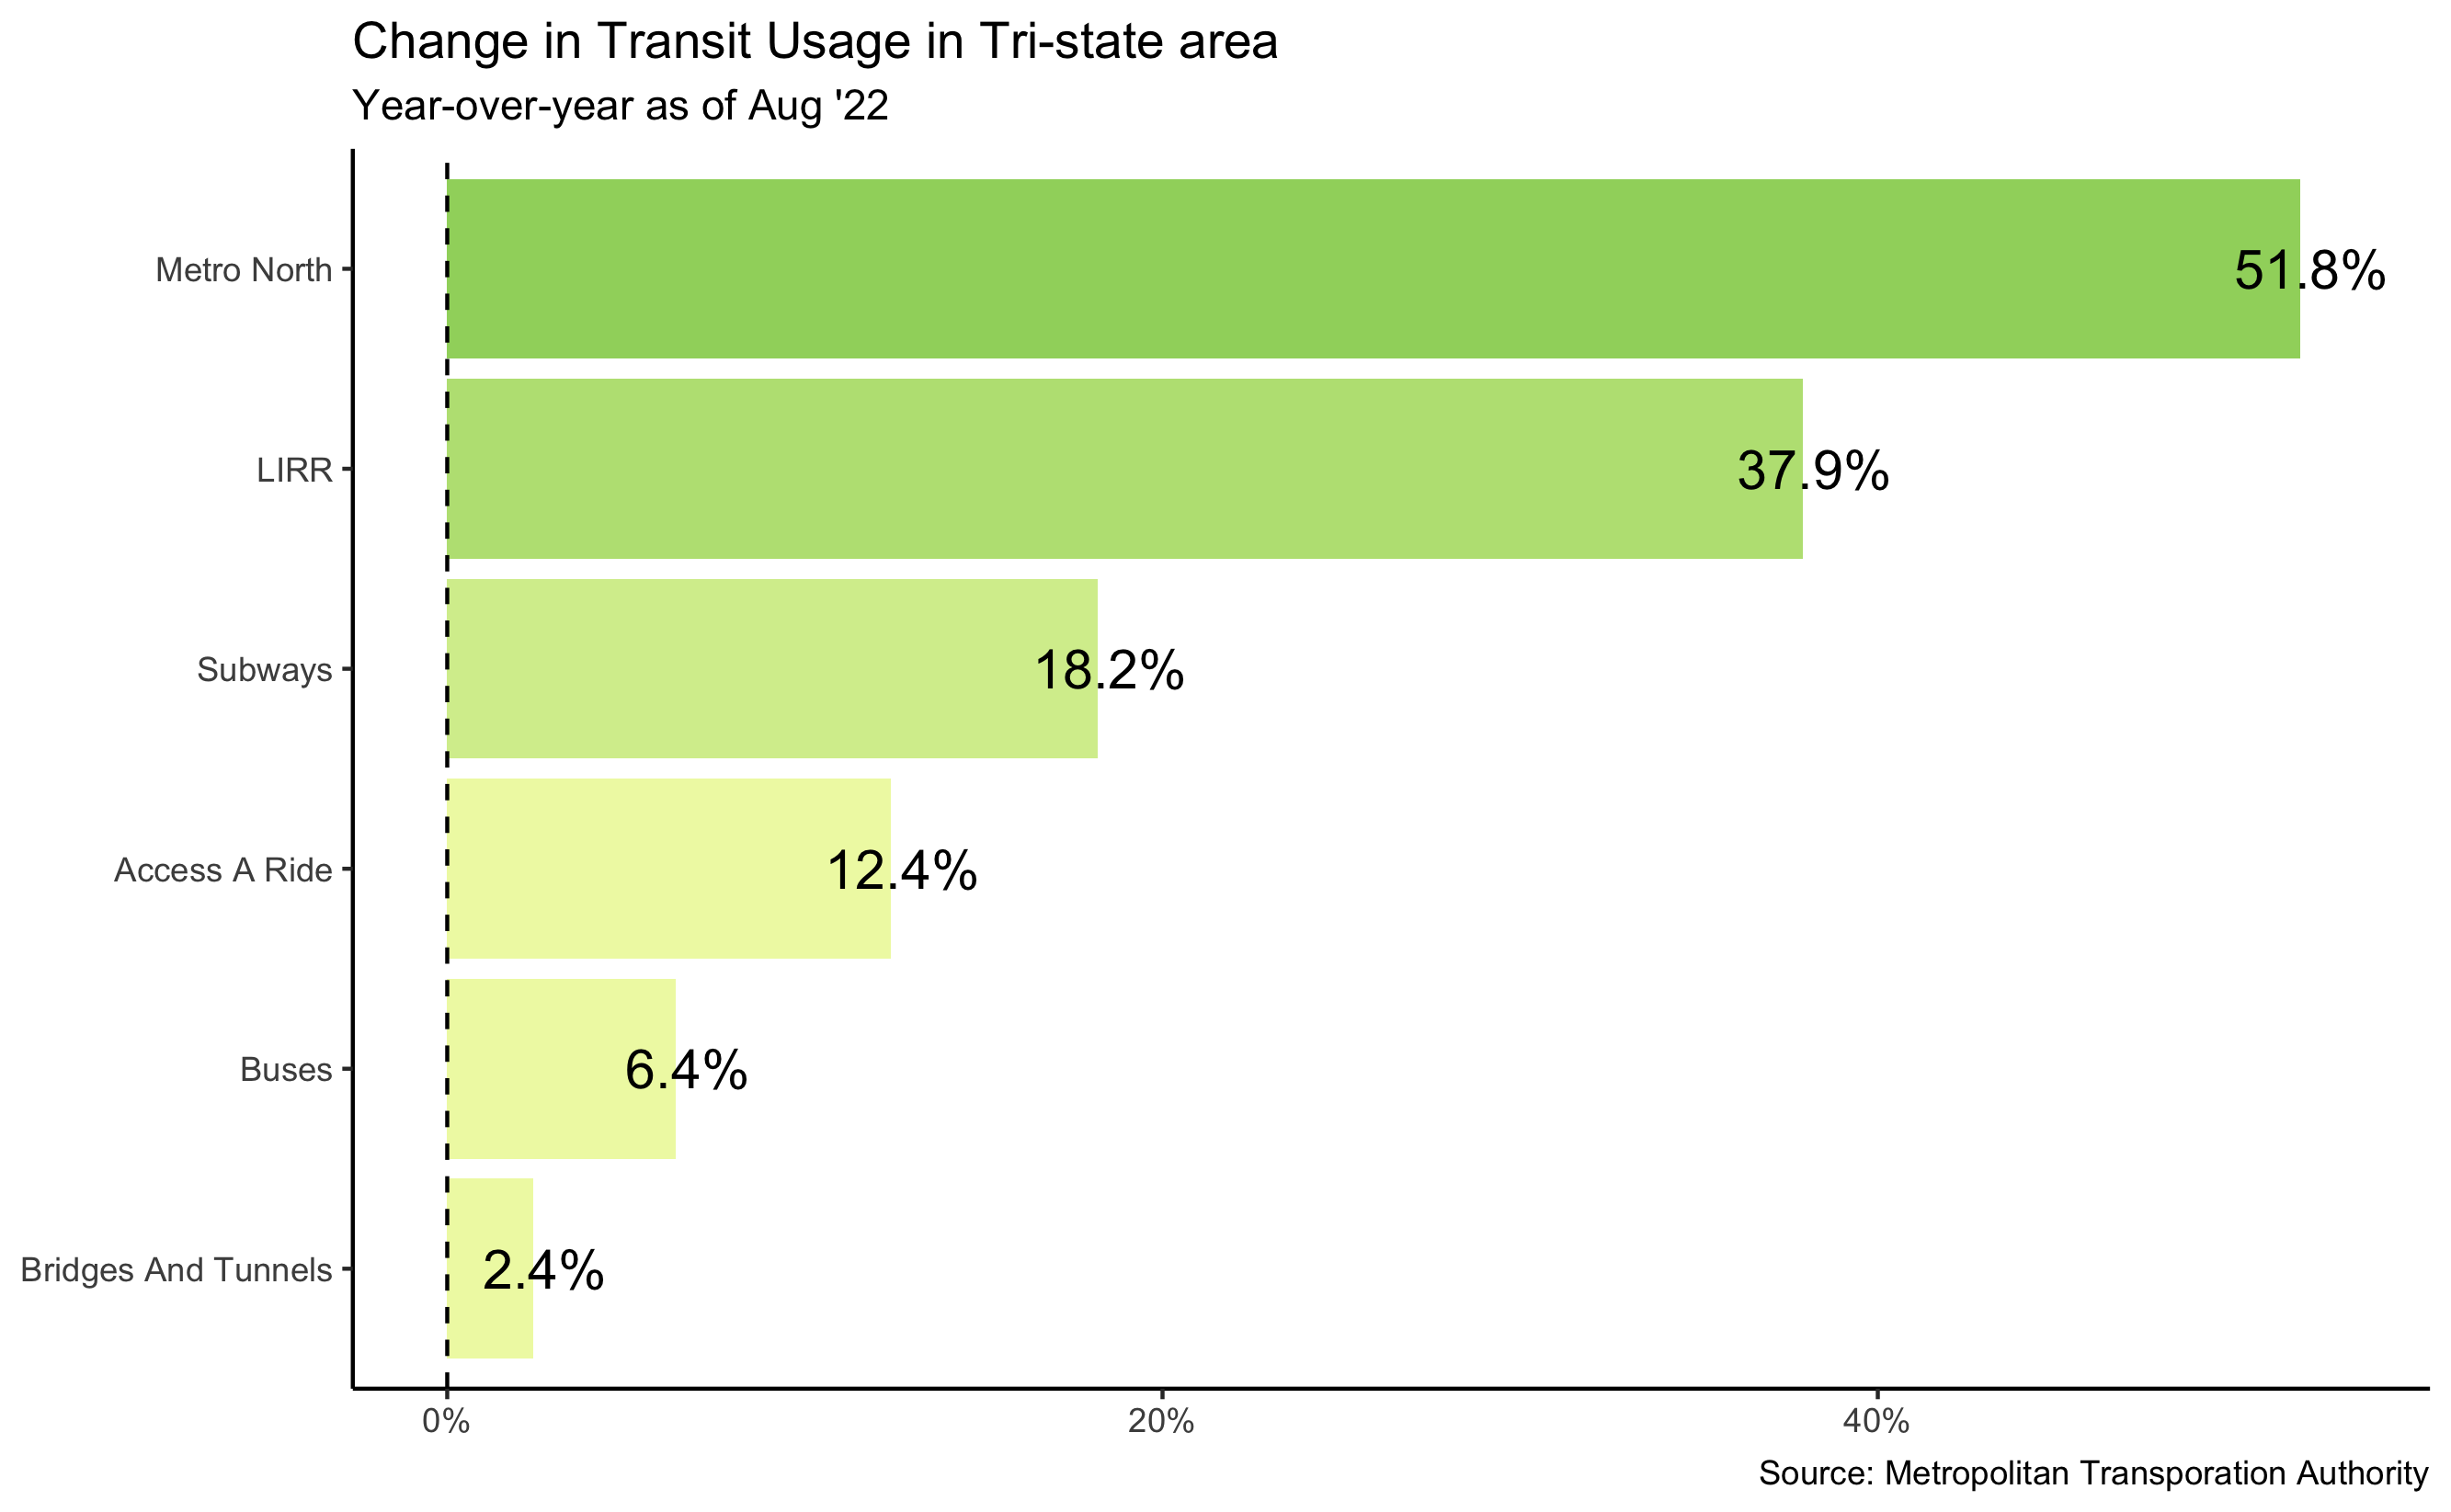 Change in Transit Usage in Tri-state area
Year-over-year as of Aug '22
Metro North
51.8%
LIRR
37.9%
Subways
18.2%
Access A Ride
12.4%
Buses
6.4%
Bridges And Tunnels
2.4%
0%
20%
40%
Source: Metropolitan Transporation Authority